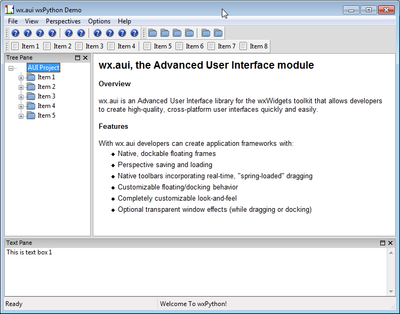 wx.aui wxPython Demo
File Perspectives Options Help
Item 1 Item 2 Item 3 Item 4 Item 5 Item 6 Item 7 Item 8
Tree Pane
AUI Project
Item 1
Item 2
Item 3
Item 4
Item 5
wx.aui, the Advanced User Interface module
Overview
wx.aui is an Advanced User Interface library for the wxWidgets toolkit that allows developers
to create high-quality, cross-platform user interfaces quickly and easily.
Features
With wx.aui developers can create application frameworks with:
Native, dockable floating frames
Perspective saving and loading
Native toolbars incorporating real-time, "spring-loaded" dragging
Customizable floating/docking behavior
Completely customizable look-and-feel
Optional transparent window effects (while dragging or docking)
Text Pane
This is text box 1
Ready Welcome To wxPython!